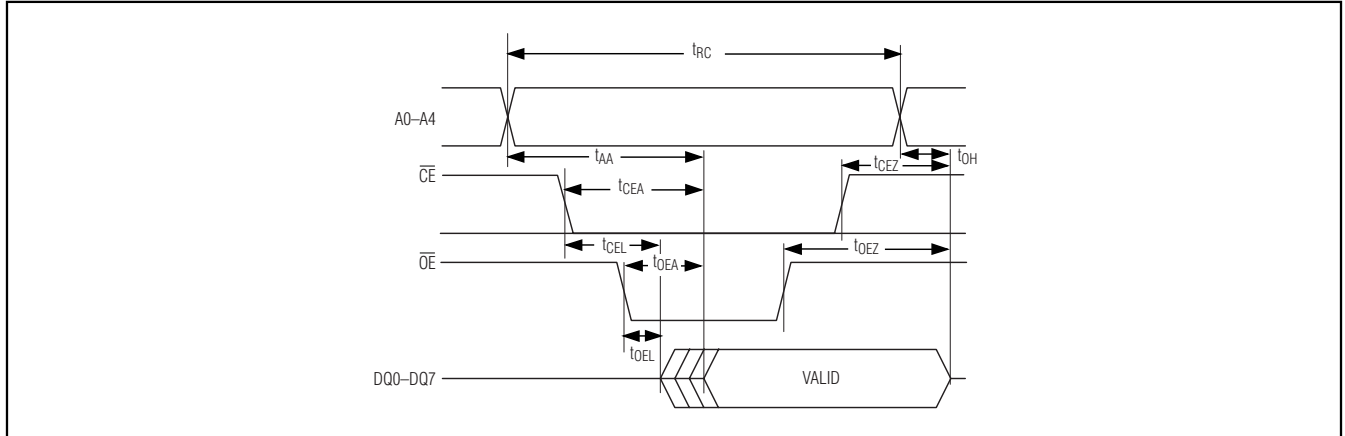 tRC
A0–A4
tAA
tOH
tCEZ
CE
tCEA
tCEL
tOEZ
OE
tOEA
tOEL
DQ0–DQ7
VALID